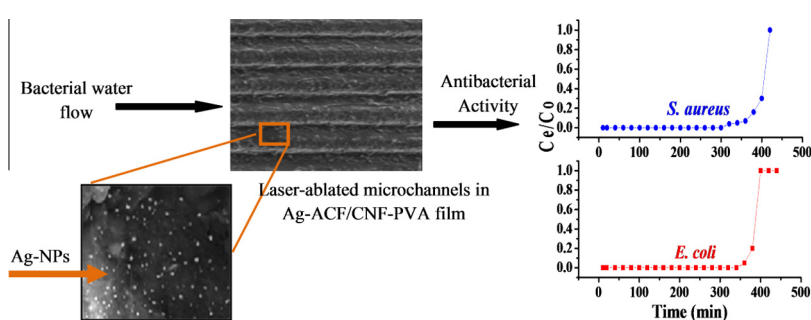 Bacterial water
flow
Ag-NPs
Laser-ablated microchannels in
Ag-ACF/CNF-PVA film
Antibacterial
Activity
Ce/Co
1.0
0.8
0.6
0.4
0.2
0.0
S. aureus
0 100 200 300 400 500
1.0
0.8
0.6
0.4
0.2
0.0
E. coli
0 100 200 300 400 500
Time (min)